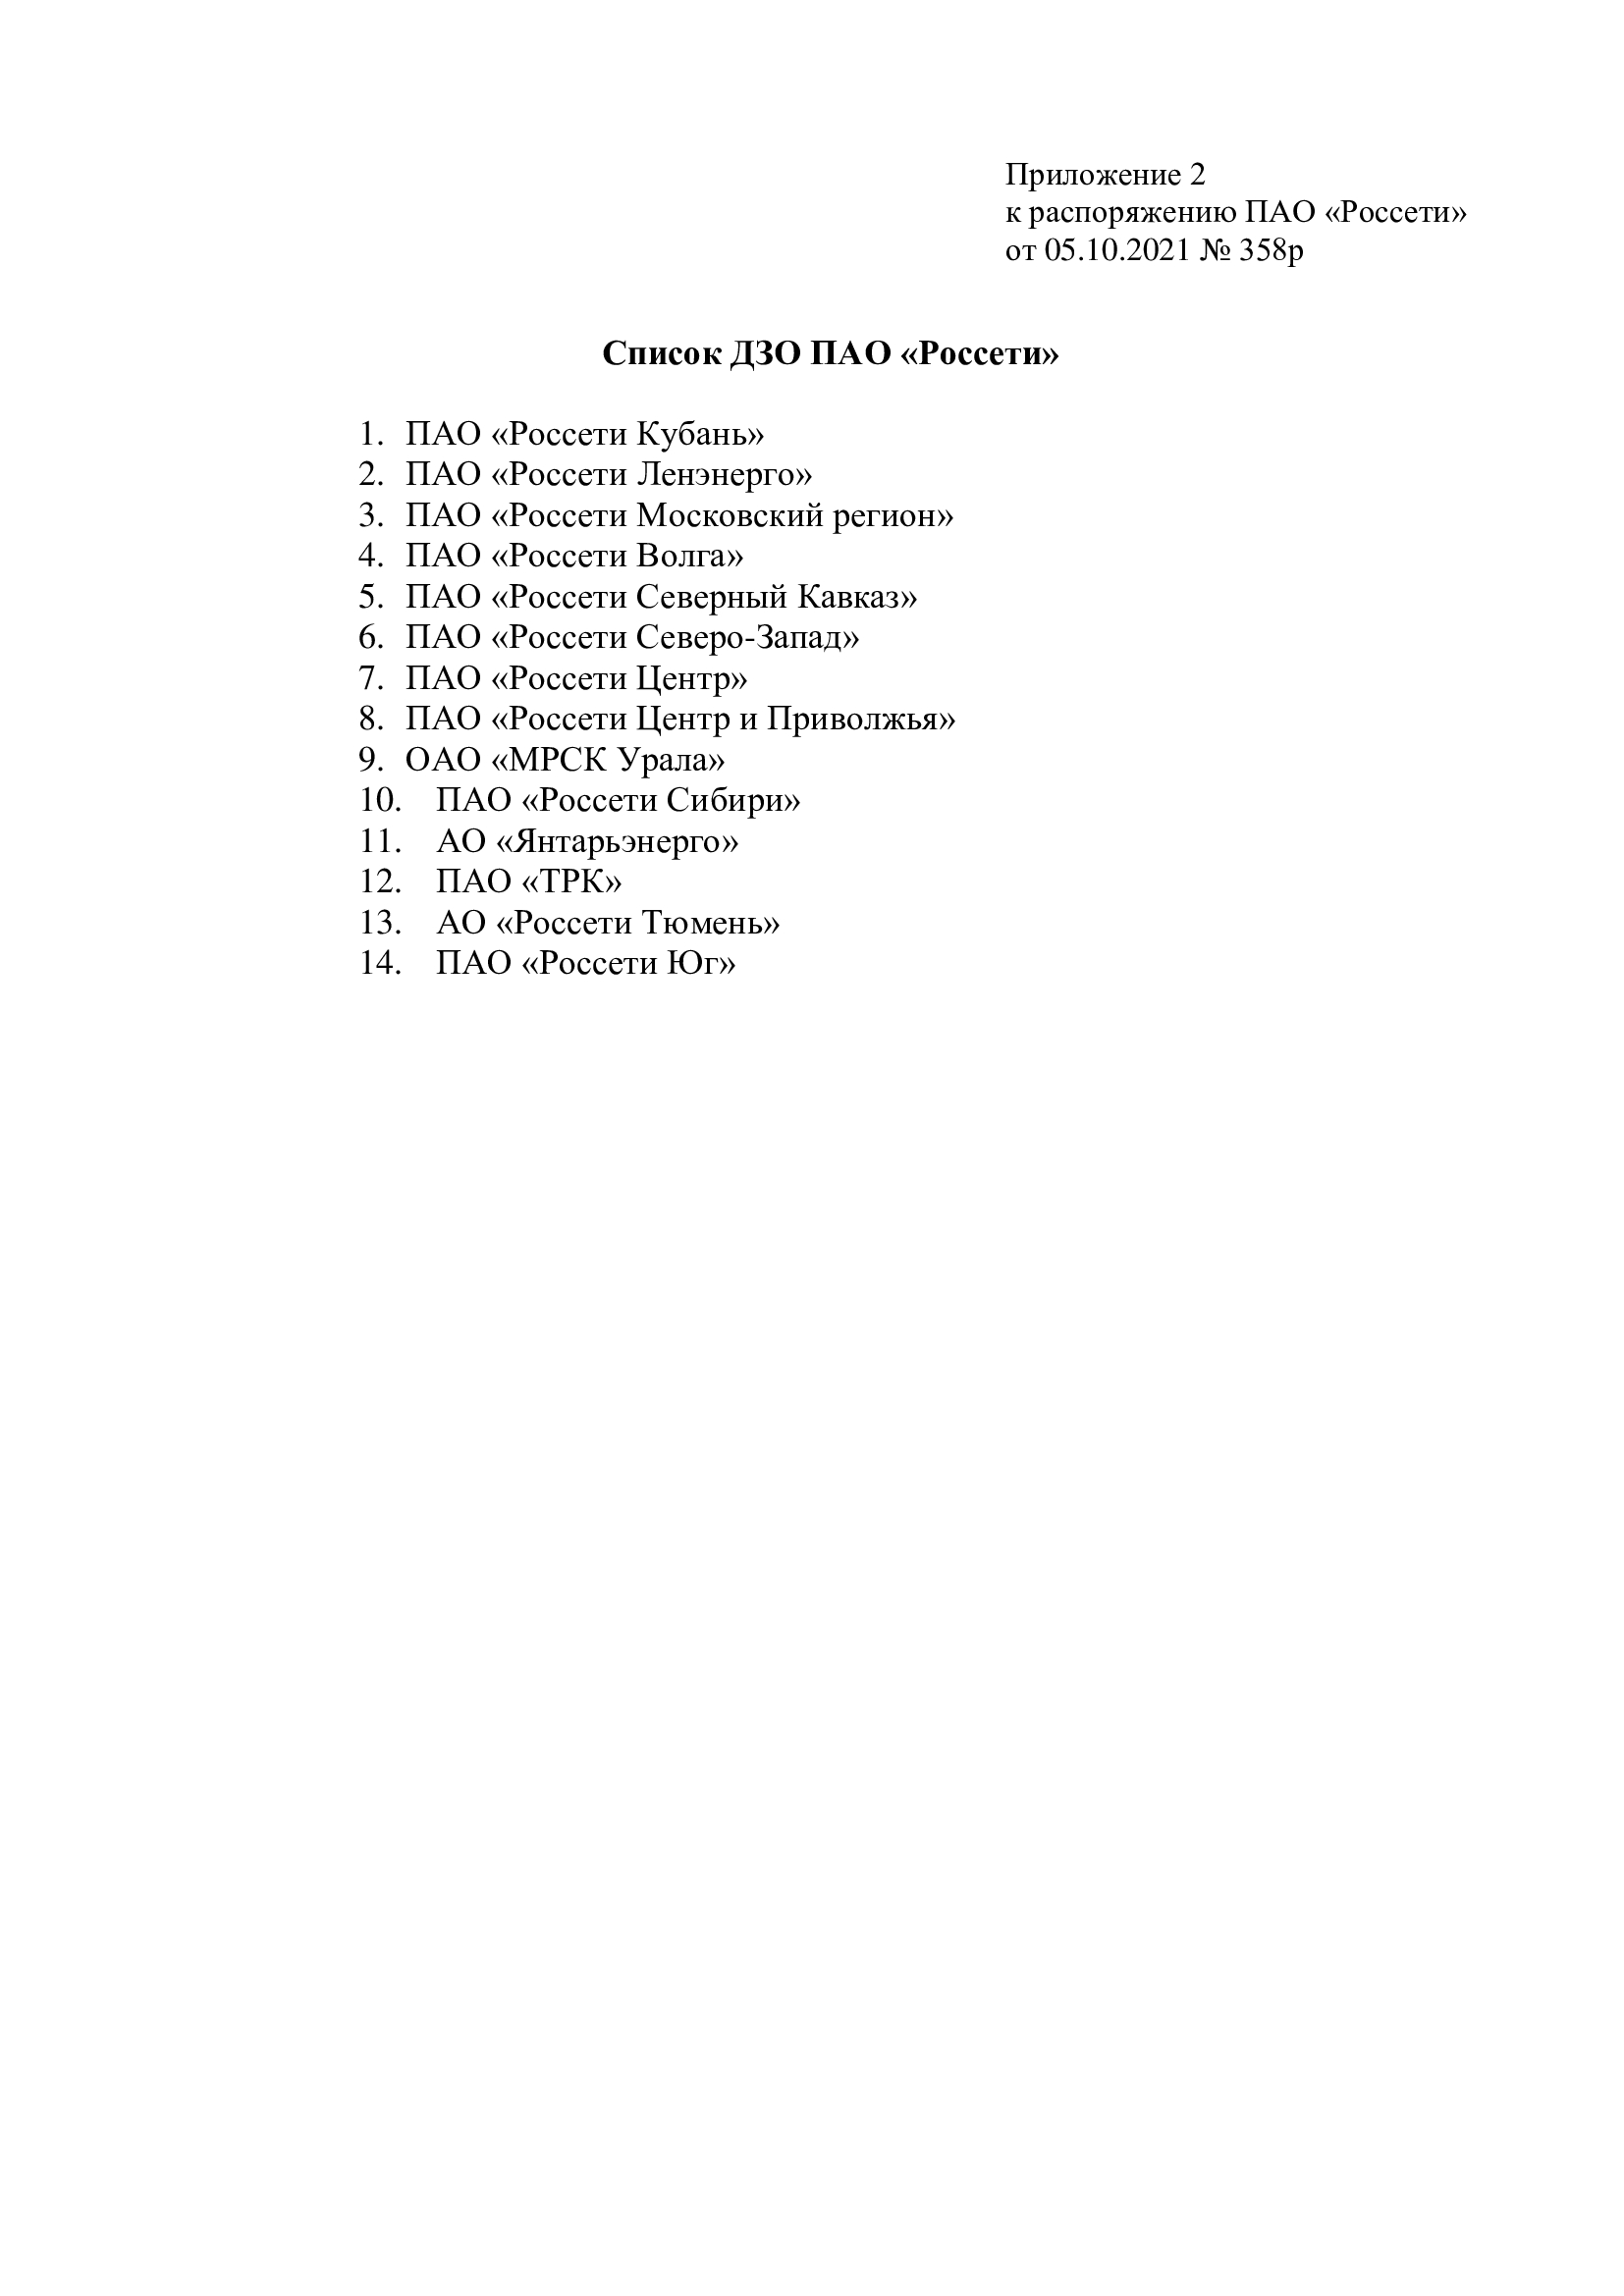 Приложение 2
к распоряжению ПАО «Россети»
от 05.10.2021 № 358р
Список ДЗО ПАО «Россети»
1. ПАО «Россети Кубань»
2. ПАО «Россети Ленэнерго»
3. ПАО «Россети Московский регион»
4. ПАО «Россети Волга»
5. ПАО «Россети Северный Кавказ»
6. ПАО «Россети Северо-Запад»
7. ПАО «Россети Центр»
8. ПАО «Россети Центр и Приволжья»
9. ОАО «МРСК Урала»
10. ПАО «Россети Сибири»
11. АО «Янтарьэнерго»
12. ПАО «ТРК»
13. АО «Россети Тюмень»
14. ПАО «Россети Юг»